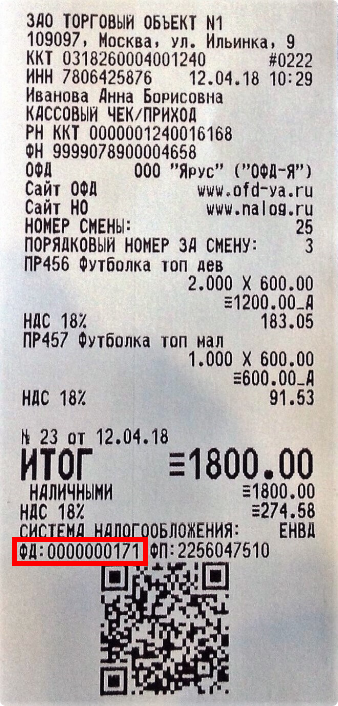 ЗАО ТОРГОВЫЙ ОБЪЕКТ N1
109097, Москва, ул. Ильинка, 9
ККТ 0318260004001240 #0222
ИНН 7806425876 12.04.18 10:29
Иванова Анна Борисовна
КАССОВЫЙ ЧЕК/ПРИХОД
РН ККТ 0000001240016168
ФН 9999078900004658
ОФД ООО "Ярус" ("ОФД-Я")
Сайт ОФД www.ofd-ya.ru
Сайт НО www.nalog.ru
НОМЕР СМЕНЫ: 25
ПОРЯДКОВЫЙ НОМЕР ЗА СМЕНУ: 3
ПР456 Футболка топ дев
2.000 X 600.00
≡1200.00_А
НДС 18% 183.05
ПР457 Футболка топ мал
1.000 X 600.00
≡600.00_А
НДС 18% 91.53
№ 23 от 12.04.18
ИТОГ ≡1800.00
НАЛИЧНЫМИ ≡1800.00
НДС 18% ≡274.58
СИСТЕМА НАЛОГООБЛОЖЕНИЯ: ЕНВД
ФД:0000000171 ФП:2256047510